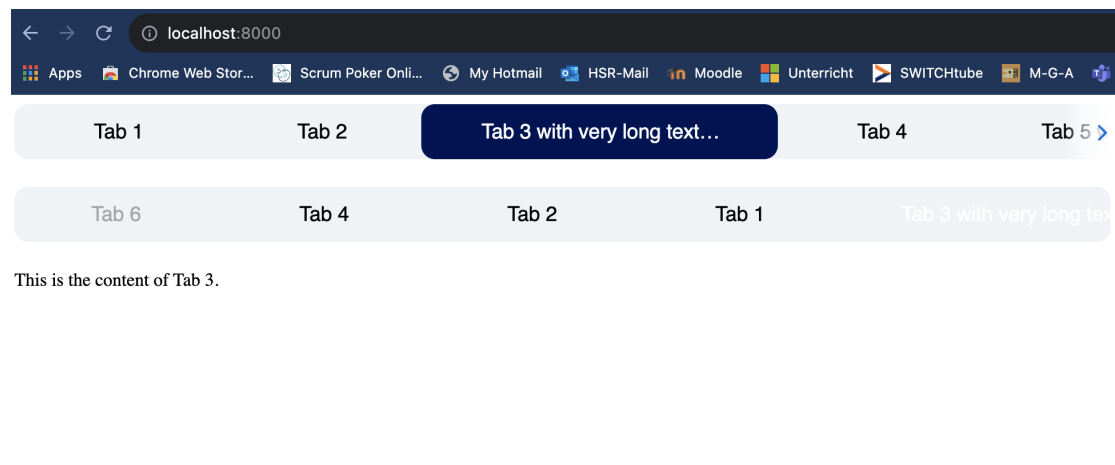 localhost:8000
Apps Chrome Web Stor... Scrum Poker Onli... My Hotmail HSR-Mail Moodle Unterricht SWITCHtube M-G-A
Tab 1 Tab 2 Tab 3 with very long text... Tab 4 Tab 5
Tab 6 Tab 4 Tab 2 Tab 1 Tab 3 with very long tex
This is the content of Tab 3.